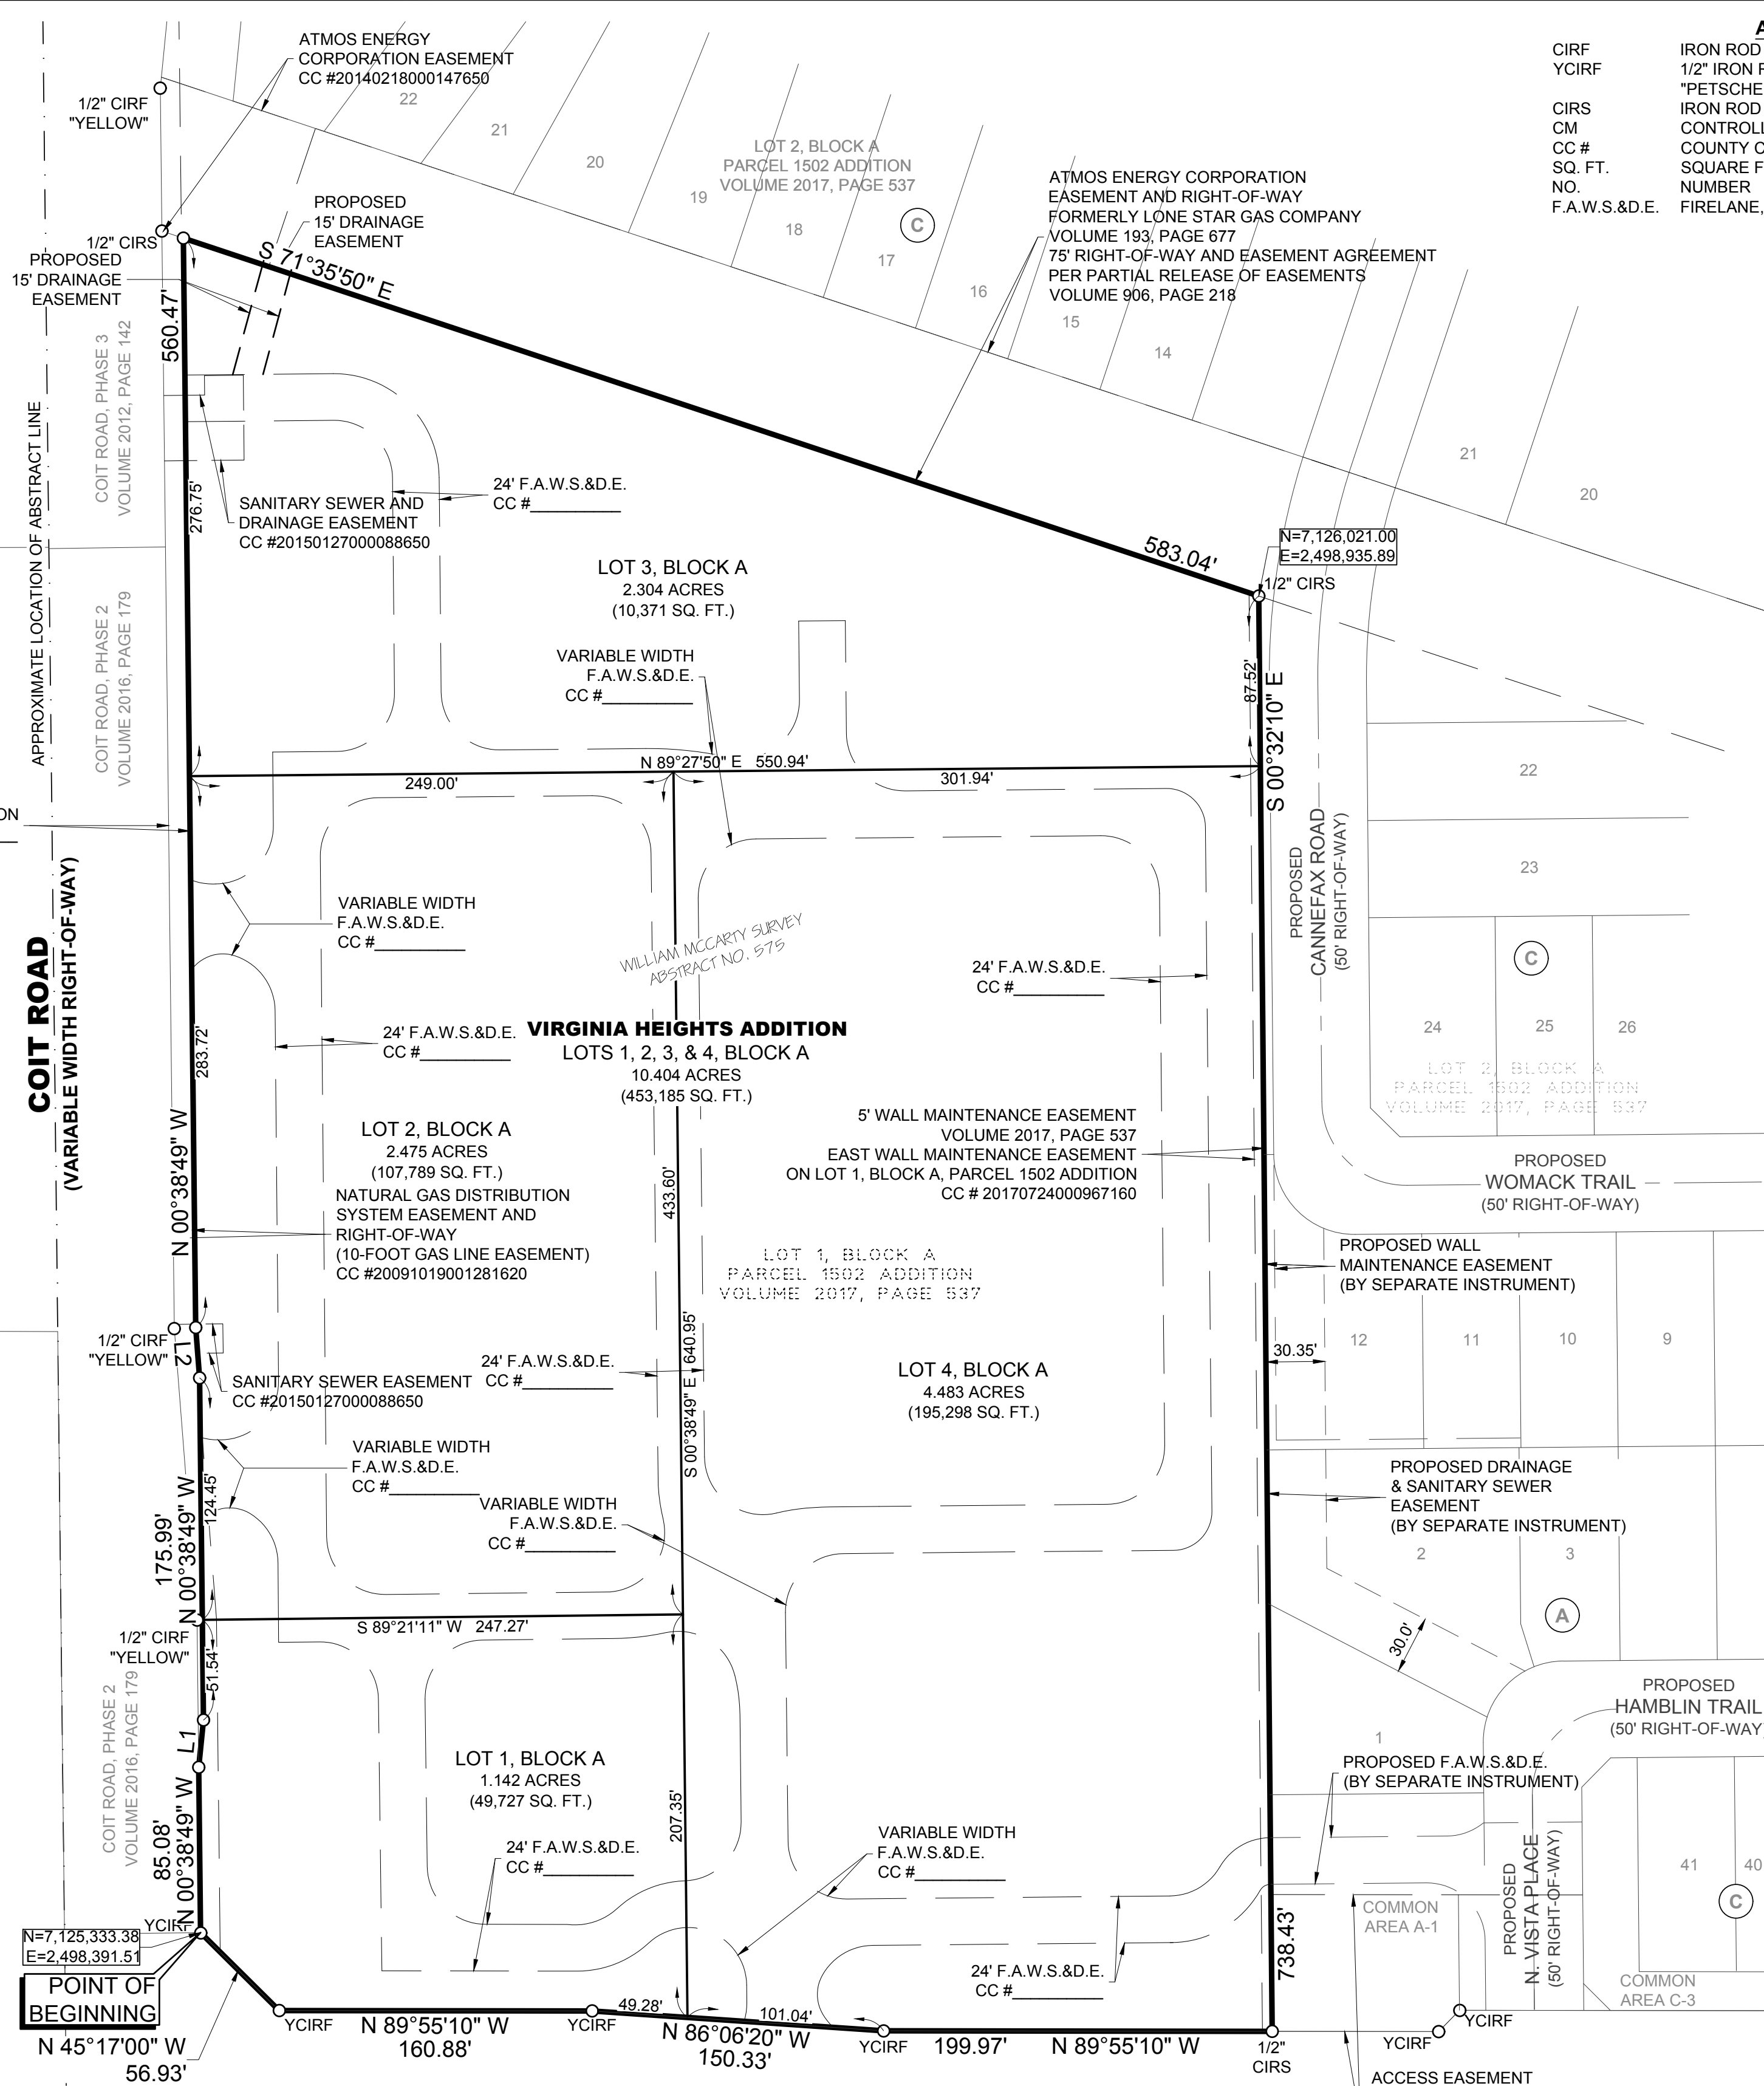 ATMOS ENERGY
CORPORATION EASEMENT
CC #20140218000147650
1/2" CIRF
"YELLOW"
22
21
20
19
18
17
16
15
14
21
20
LOT 2, BLOCK A
PARCEL 1502 ADDITION
VOLUME 2017, PAGE 537
C
CIRF IRON ROD
YCIRF 1/2" IRON
"PETSCHE
CIRS IRON ROD
CM
CC # COUNTY
SQ. FT. SQUARE
NO. NUMBER
F.A.W.S.&D.E. FIRELANE,
ATMOS ENERGY CORPORATION
EASEMENT AND RIGHT-OF-WAY
FORMERLY LONE STAR GAS COMPANY
VOLUME 193, PAGE 677
75' RIGHT-OF-WAY AND EASEMENT AGREEMENT
PER PARTIAL RELEASE OF EASEMENTS
VOLUME 906, PAGE 218
PROPOSED
15' DRAINAGE
EASEMENT
1/2" CIRS
PROPOSED
15' DRAINAGE
EASEMENT
S 71°35'50" E
583.04'
560.47'
276.75'
COIT ROAD, PHASE 3
VOLUME 2012, PAGE 142
APPROXIMATE LOCATION OF ABSTRACT LINE
COIT ROAD, PHASE 2
VOLUME 2016, PAGE 179
SANITARY SEWER AND
DRAINAGE EASEMENT
CC #20150127000088650
24' F.A.W.S.&D.E.
CC #__________
LOT 3, BLOCK A
2.304 ACRES
(10,371 SQ. FT.)
N=7,126,021.00
E=2,498,935.89
1/2" CIRS
VARIABLE WIDTH
F.A.W.S.&D.E.
CC #__________
87.52'
S 00°32'10" E
N 89°27'50" E 550.94'
249.00'
301.94'
22
23
PROPOSED
CANNEFAX ROAD
(50' RIGHT-OF-WAY)
C
24
25
26
LOT 2, BLOCK A
PARCEL 1502 ADDITION
VOLUME 2017, PAGE 537
ON
COIT ROAD
(VARIABLE WIDTH RIGHT-OF-WAY)
VARIABLE WIDTH
F.A.W.S.&D.E.
CC #__________
WILLIAM MCCARTY SURVEY
ABSTRACT NO. 575
24' F.A.W.S.&D.E.
CC #__________
283.72'
24' F.A.W.S.&D.E.
CC #__________
VIRGINIA HEIGHTS ADDITION
LOTS 1, 2, 3, & 4, BLOCK A
10.404 ACRES
(453,185 SQ. FT.)
N 00°38'49" W
LOT 2, BLOCK A
2.475 ACRES
(107,789 SQ. FT.)
NATURAL GAS DISTRIBUTION
SYSTEM EASEMENT AND
RIGHT-OF-WAY
(10-FOOT GAS LINE EASEMENT)
CC #20091019001281620
433.60'
5' WALL MAINTENANCE EASEMENT
VOLUME 2017, PAGE 537
EAST WALL MAINTENANCE EASEMENT
ON LOT 1, BLOCK A, PARCEL 1502 ADDITION
CC # 20170724000967160
PROPOSED
WOMACK TRAIL
(50' RIGHT-OF-WAY)
LOT 1, BLOCK A
PARCEL 1502 ADDITION
VOLUME 2017, PAGE 537
PROPOSED WALL
MAINTENANCE EASEMENT
(BY SEPARATE INSTRUMENT)
12
11
10
9
30.35'
1/2" CIRF
"YELLOW"
L2
SANITARY SEWER EASEMENT
CC #20150127000088650
24' F.A.W.S.&D.E.
CC #__________
S 00°38'49" E 640.95'
LOT 4, BLOCK A
4.483 ACRES
(195,298 SQ. FT.)
VARIABLE WIDTH
F.A.W.S.&D.E.
CC #__________
VARIABLE WIDTH
F.A.W.S.&D.E.
CC #__________
PROPOSED DRAINAGE
& SANITARY SEWER
EASEMENT
(BY SEPARATE INSTRUMENT)
2
3
A
30.0'
175.99'
N 00°38'49" W
124.45'
S 89°21'11" W 247.27'
1/2" CIRF
"YELLOW"
51.54'
COIT ROAD, PHASE 2
VOLUME 2016, PAGE 179
L1
PROPOSED
HAMBLIN TRAIL
(50' RIGHT-OF-WAY
1
LOT 1, BLOCK A
1.142 ACRES
(49,727 SQ. FT.)
PROPOSED F.A.W.S.&D.E.
(BY SEPARATE INSTRUMENT)
207.35'
85.08'
N 00°38'49" W
24' F.A.W.S.&D.E.
CC #__________
VARIABLE WIDTH
F.A.W.S.&D.E.
CC #__________
PROPOSED
N. VISTA PLACE
(50' RIGHT-OF-WAY)
41
40
C
COMMON
AREA A-1
COMMON
AREA C-3
YCIRF
N=7,125,333.38
E=2,498,391.51
POINT OF
BEGINNING
24' F.A.W.S.&D.E.
CC #__________
738.43'
N 45°17'00" W
56.93'
YCIRF
N 89°55'10" W
160.88'
YCIRF
49.28'
101.04'
N 86°06'20" W
150.33'
YCIRF
199.97' N 89°55'10" W
1/2"
CIRS
YCIRF
YCIRF
ACCESS EASEMENT